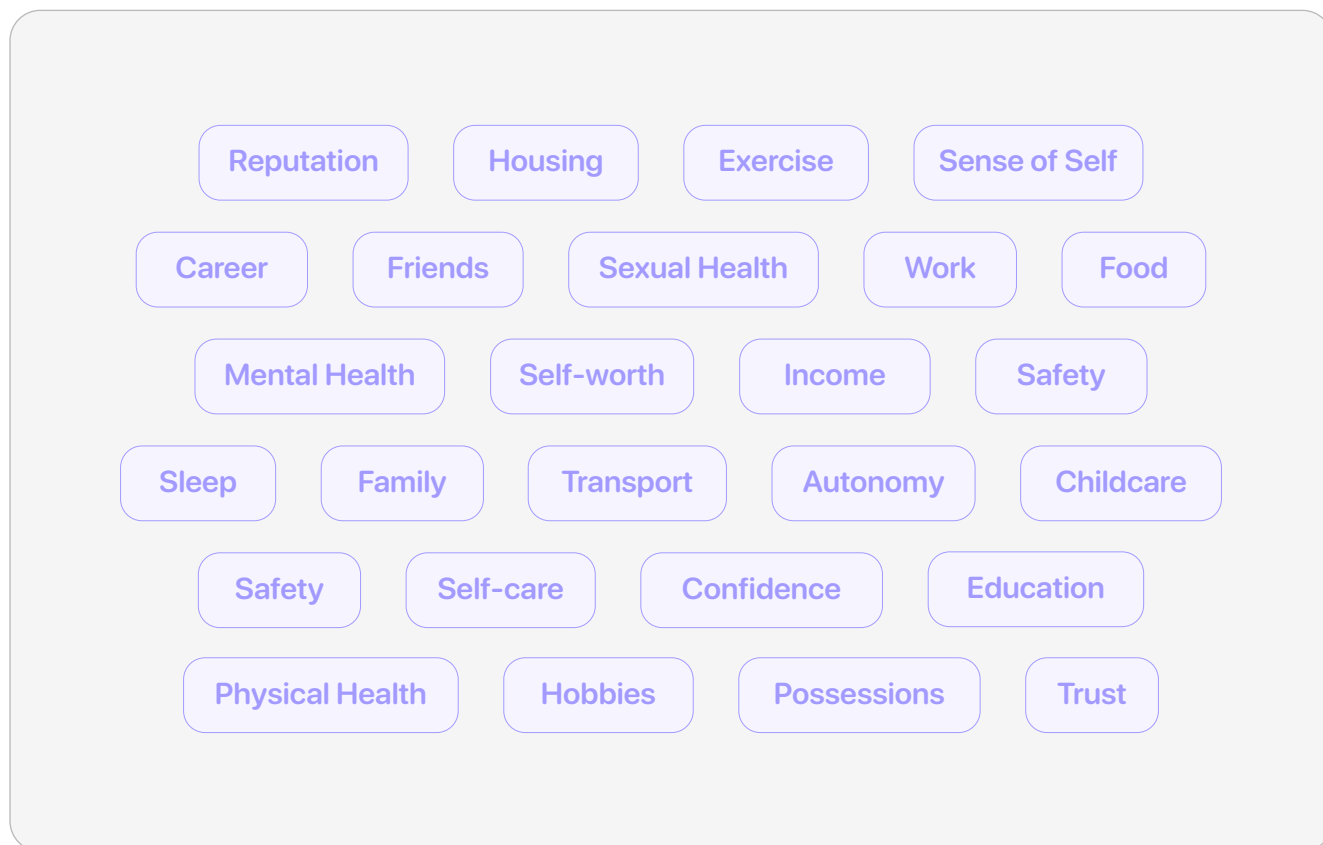 Reputation Housing Exercise Sense of Self
Career Friends Sexual Health Work Food
Mental Health Self-worth Income Safety
Sleep Family Transport Autonomy Childcare
Safety Self-care Confidence Education
Physical Health Hobbies Possessions Trust